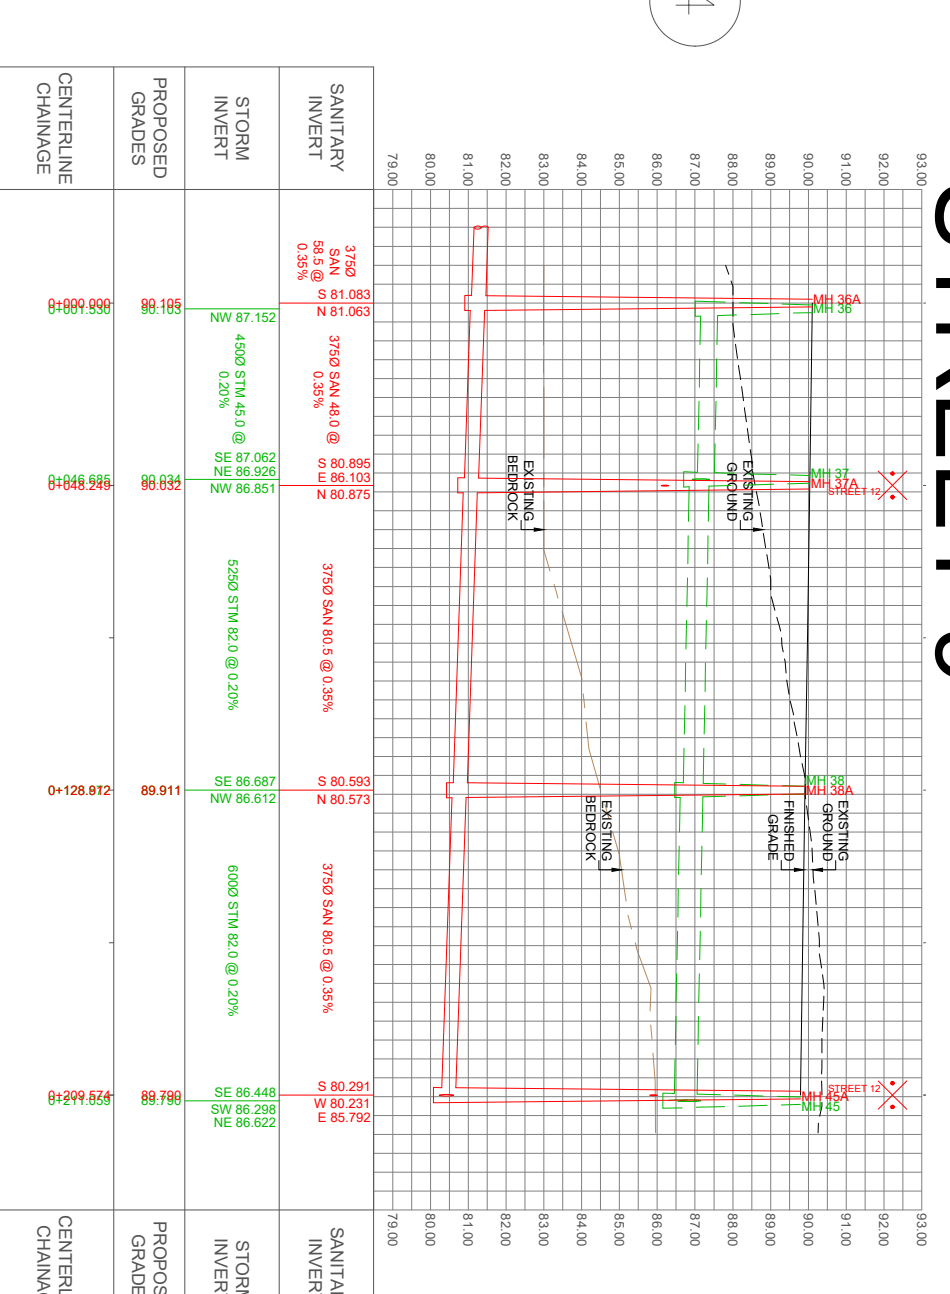 93.00
92.00
91.00
90.00
89.00
88.00
87.00
86.00
85.00
84.00
83.00
82.00
81.00
80.00
79.00
MH 36A
MH 36
MH 37
MH 37A
STREET 12
MH 38
MH 38A
STREET 12
MH 45A
MH 45
EXISTING
GROUND
EXISTING
BEDROCK
EXISTING
GROUND
FINISHED
GRADE
EXISTING
BEDROCK
93.00
92.00
91.00
90.00
89.00
88.00
87.00
86.00
85.00
84.00
83.00
82.00
81.00
80.00
79.00
SANITARY
INVERT
375Ø
SAN
58.5 @
0.35%
S 81.083
N 81.063
375Ø SAN 48.0 @
0.35%
S 80.895
E 86.103
N 80.875
375Ø SAN 80.5 @ 0.35%
S 80.593
N 80.573
375Ø SAN 80.5 @ 0.35%
S 80.291
W 80.231
E 85.792
STORM
INVERT
NW 87.152
450Ø STM 45.0 @
0.20%
SE 87.062
NE 86.926
NW 86.851
525Ø STM 82.0 @ 0.20%
SE 86.687
NW 86.612
600Ø STM 82.0 @ 0.20%
SE 86.448
SW 86.298
NE 86.622
PROPOSED
GRADES
90.105
90.103
90.034
90.032
89.911
89.790
89.790
CENTERLINE
CHAINAGE
0+000.000
0+001.530
0+046.685
0+048.249
0+128.912
0+209.574
0+211.059